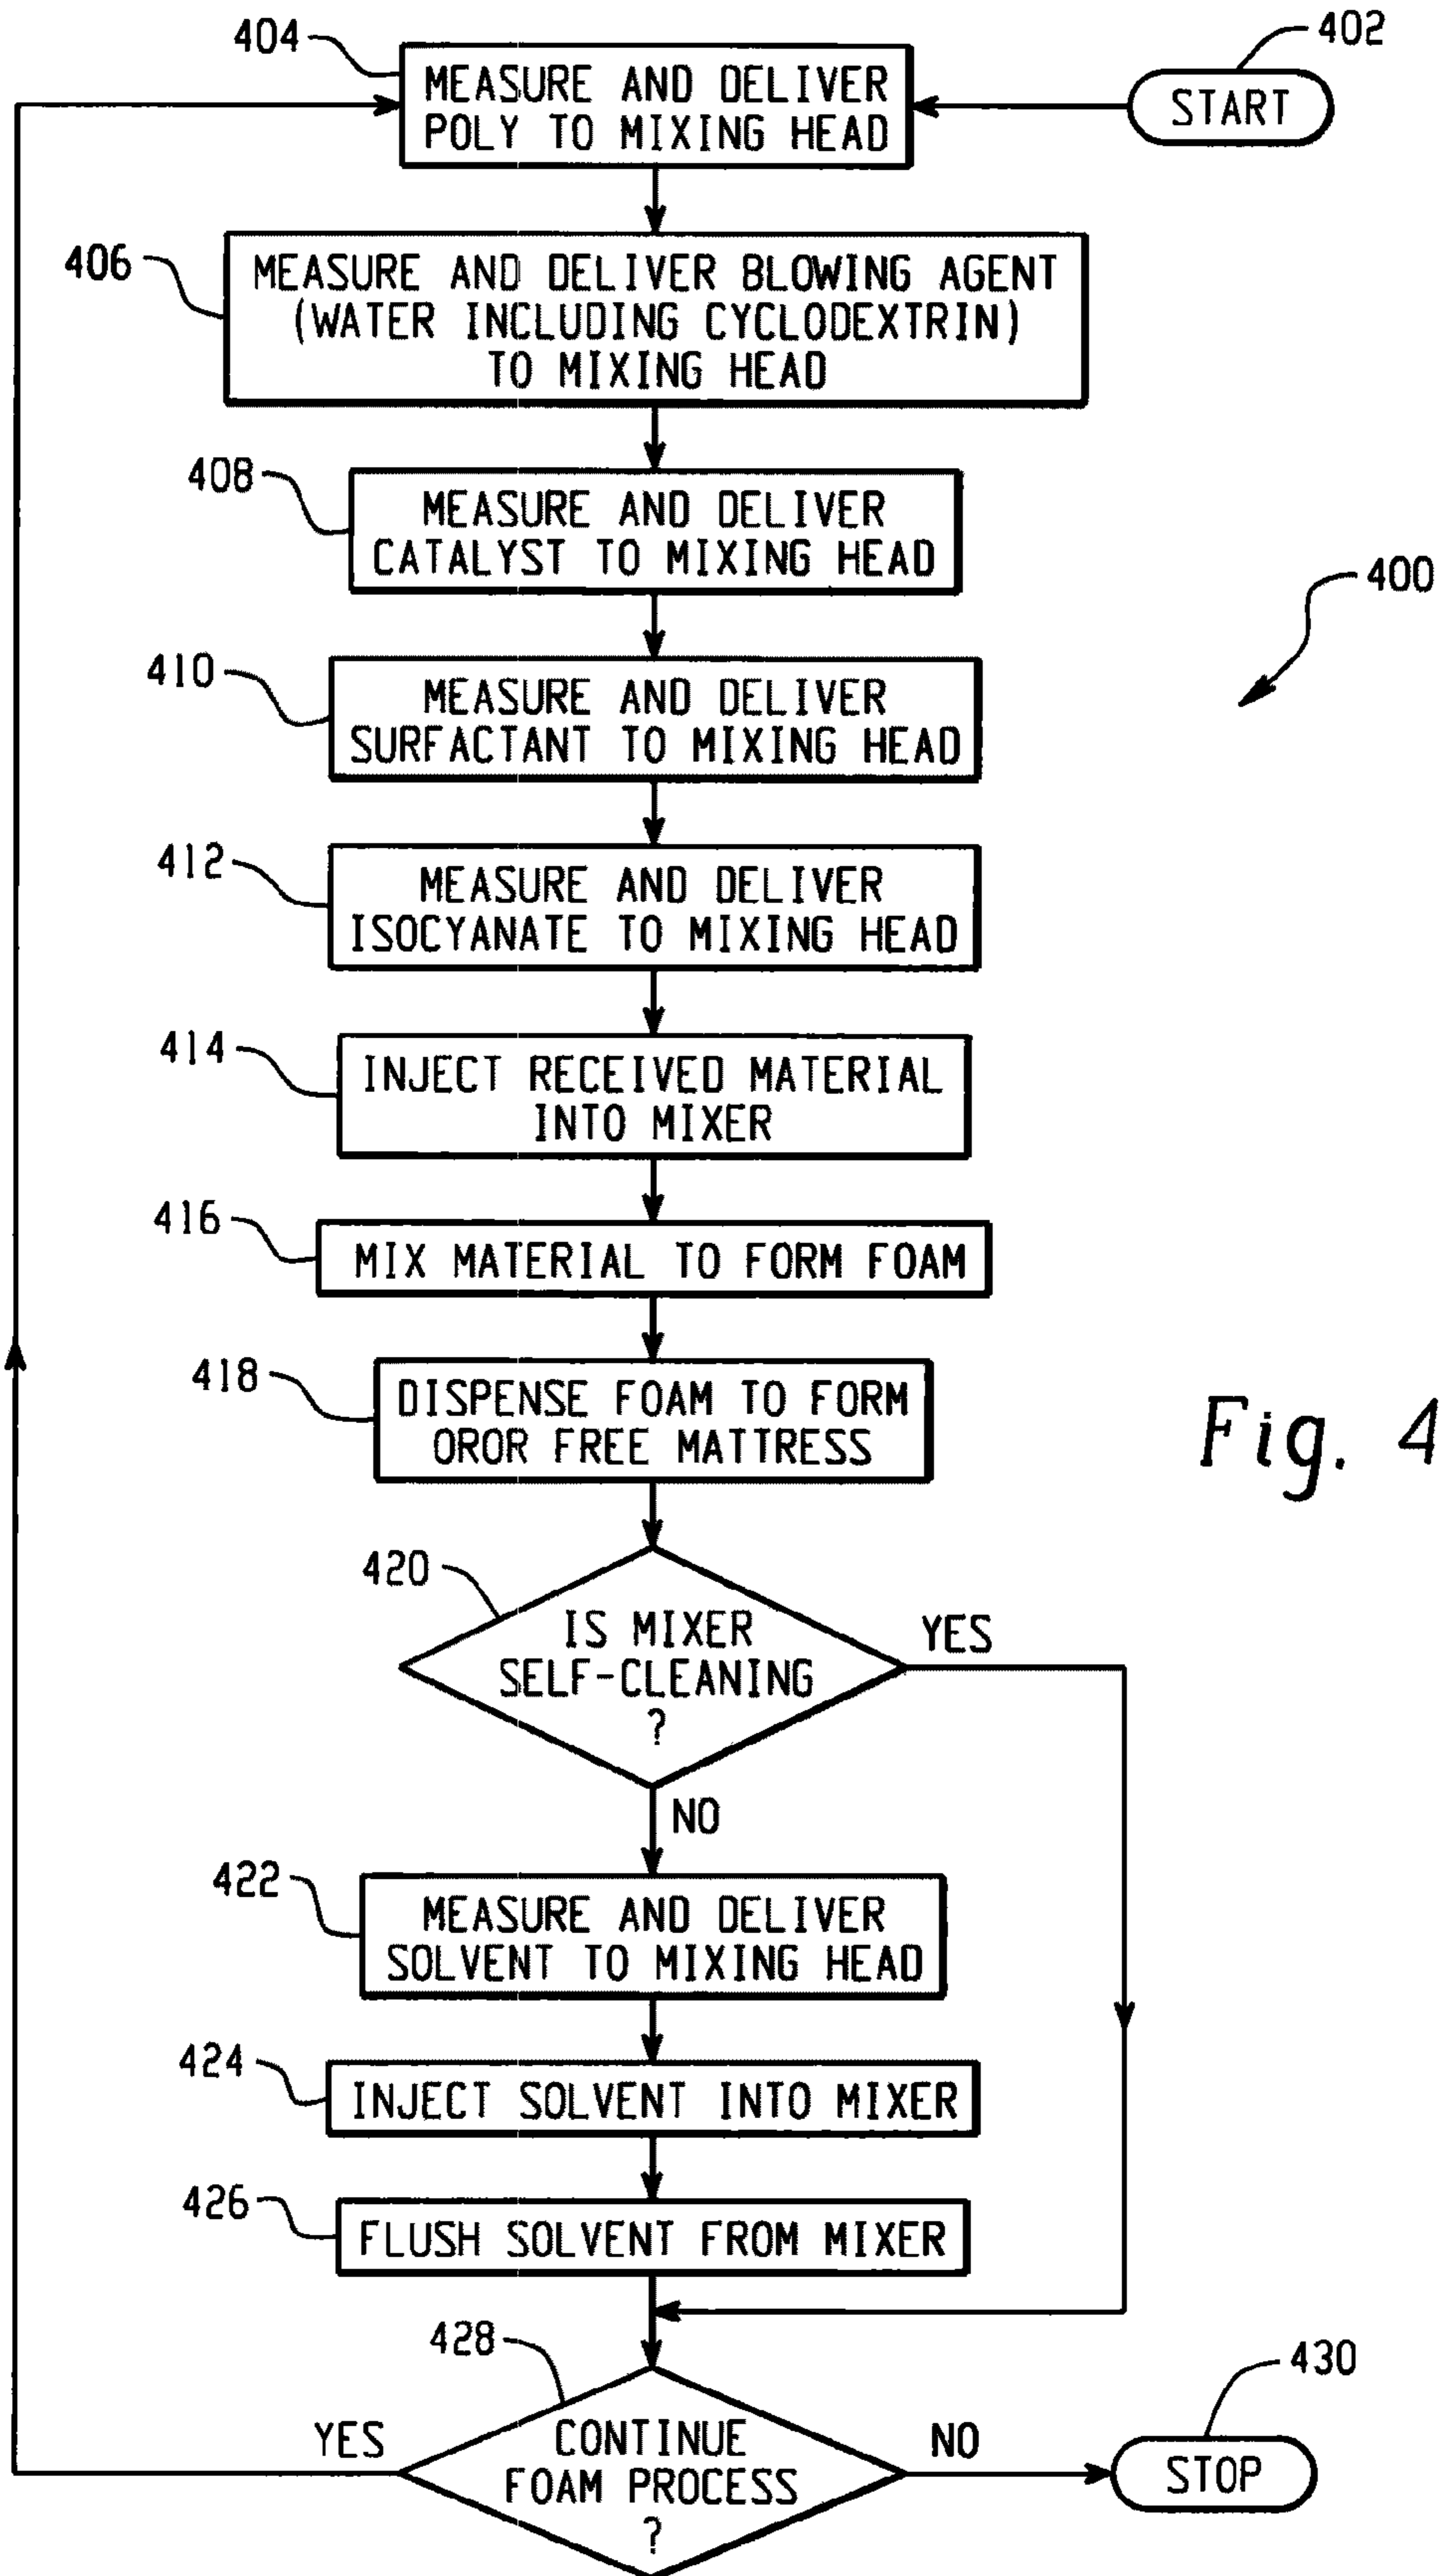 404
MEASURE AND DELIVER
POLY TO MIXING HEAD
402
START
406
MEASURE AND DELIVER BLOWING AGENT
(WATER INCLUDING CYCLODEXTRIN)
TO MIXING HEAD
408
MEASURE AND DELIVER
CATALYST TO MIXING HEAD
400
410
MEASURE AND DELIVER
SURFACTANT TO MIXING HEAD
412
MEASURE AND DELIVER
ISOCYANATE TO MIXING HEAD
414
INJECT RECEIVED MATERIAL
INTO MIXER
416
MIX MATERIAL TO FORM FOAM
418
DISPENSE FOAM TO FORM
OROR FREE MATTRESS
Fig. 4
420
IS MIXER
SELF-CLEANING
?
YES
NO
422
MEASURE AND DELIVER
SOLVENT TO MIXING HEAD
424
INJECT SOLVENT INTO MIXER
426
FLUSH SOLVENT FROM MIXER
428
CONTINUE
FOAM PROCESS
?
YES
NO
430
STOP